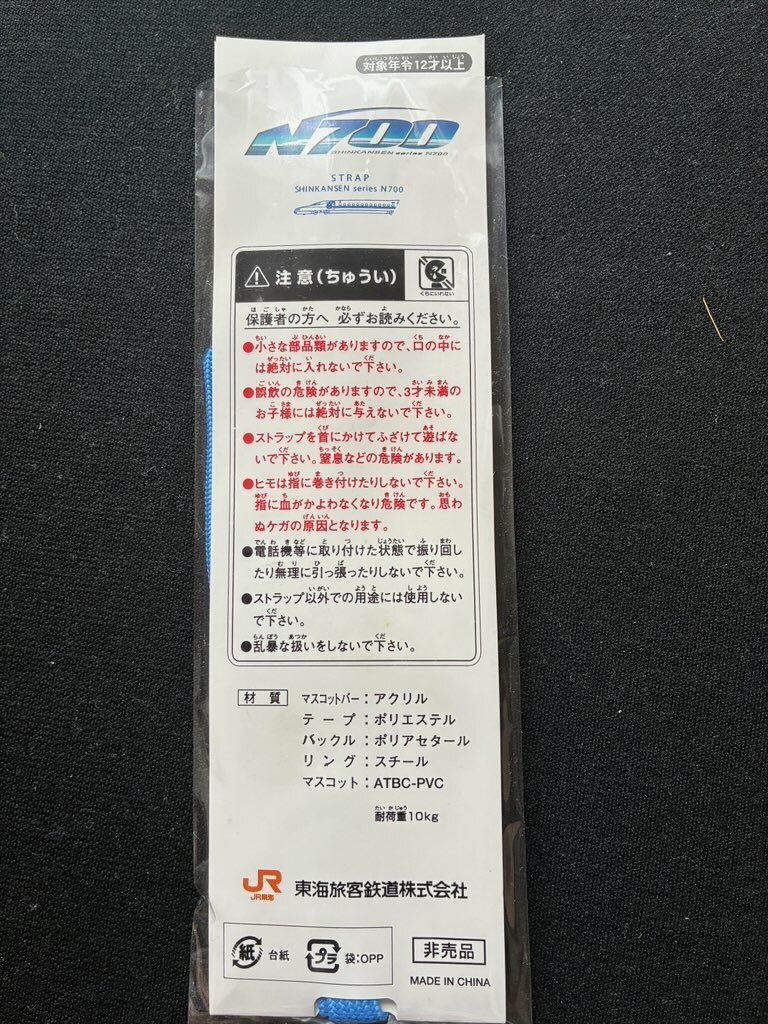 対象年令12才以上
N700
SHINKANSEN series N700
STRAP
SHINKANSEN series N700
注意(ちゅうい)
くちにいれない
保護者の方へ 必ずお読みください。
●小さな部品類がありますので、口の中に
は絶対に入れないで下さい。
●誤飲の危険がありますので、3才未満の
お子様には絶対に与えないで下さい。
●ストラップを首にかけてふざけて遊ばな
いで下さい。窒息などの危険があります。
●ヒモは指に巻き付けたりしないで下さい。
指に血がかよわなくなり危険です。思わ
ぬケガの原因となります。
●電話機等に取り付けた状態で振り回し
たり無理に引っ張ったりしないで下さい。
●ストラップ以外での用途には使用しない
で下さい。
●乱暴な扱いをしないで下さい。
材質 マスコットバー:アクリル
テープ:ポリエステル
バックル:ポリアセタール
リング:スチール
マスコット:ATBC-PVC
耐荷重10kg
JR JR東海 東海旅客鉄道株式会社
紙 台紙 プラ 袋:OPP 非売品
MADE IN CHINA